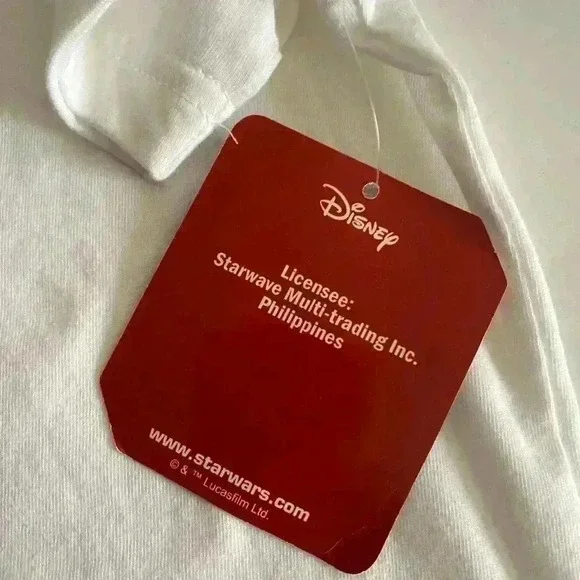 Disney
Licensee:
Starwave Multi-trading Inc.
Philippines
www.starwars.com
© & ™ Lucasfilm Ltd.